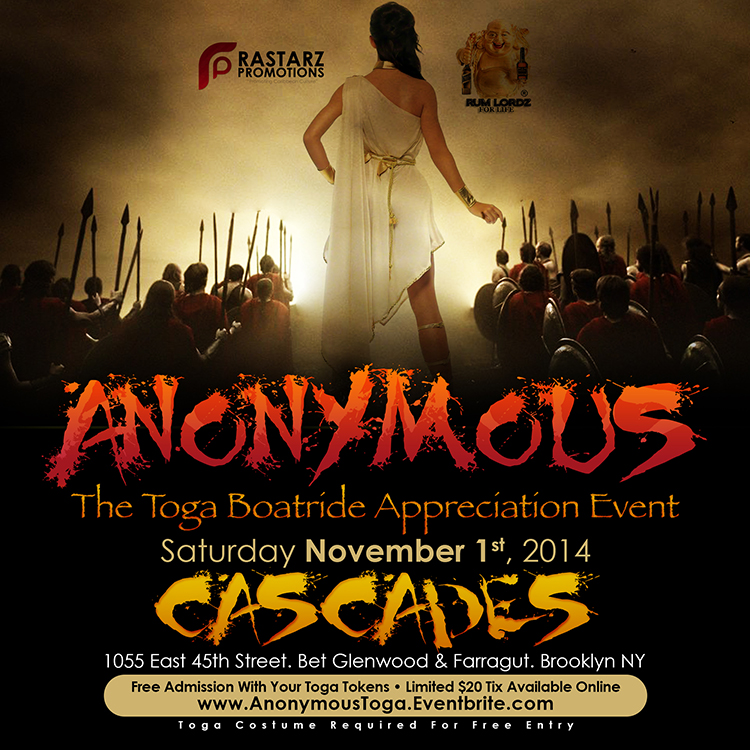 RASTARZ
PROMOTIONS
RUM LORDZ
FOR LIFE
ANONYMOUS
The Toga Boatride Appreciation Event
Saturday November 1st, 2014
CASCADES
1055 East 45th Street. Bet Glenwood & Farragut. Brooklyn NY
Free Admission With Your Toga Tokens • Limited $20 Tix Available Online
www.AnonymousToga.Eventbrite.com
Toga Costume Required For Free Entry